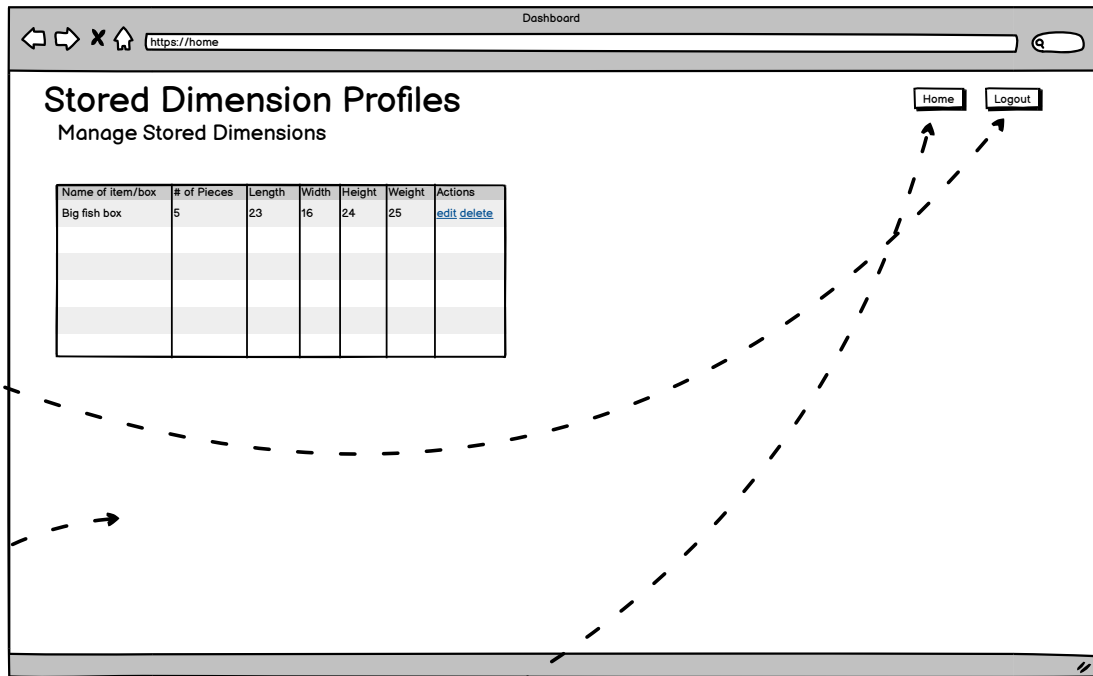 Dashboard
https://home
Stored Dimension Profiles
Home
Logout
Manage Stored Dimensions
Name of item/box # of Pieces Length Width Height Weight Actions
Big fish box 5 23 16 24 25 edit delete